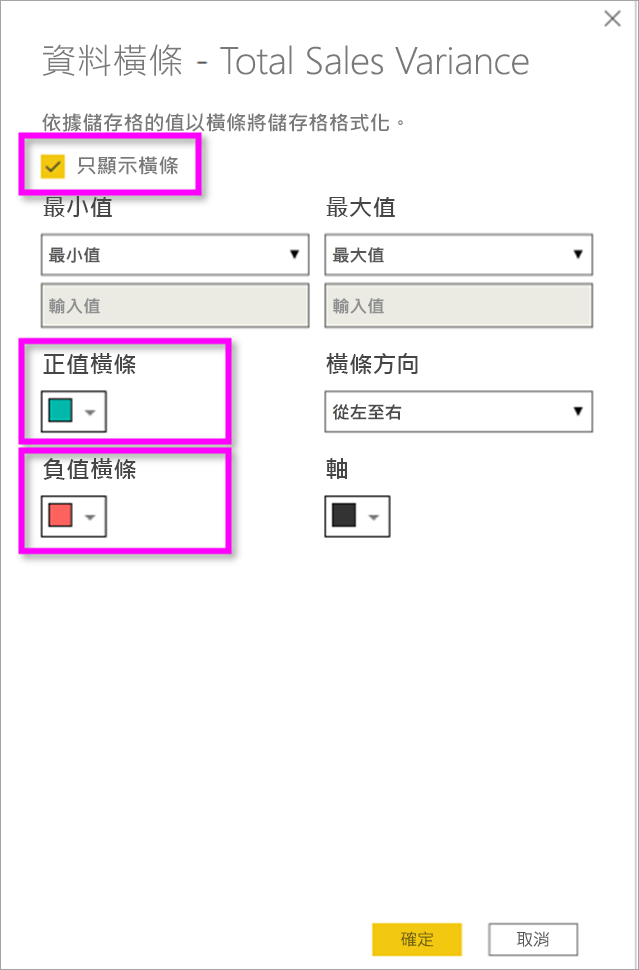 資料橫條 - Total Sales Variance
依據儲存格的值以橫條將儲存格格式化。
只顯示橫條
最小值
最大值
最小值
最大值
輸入值
輸入值
正值橫條
橫條方向
從左至右
負值橫條
軸
確定
取消